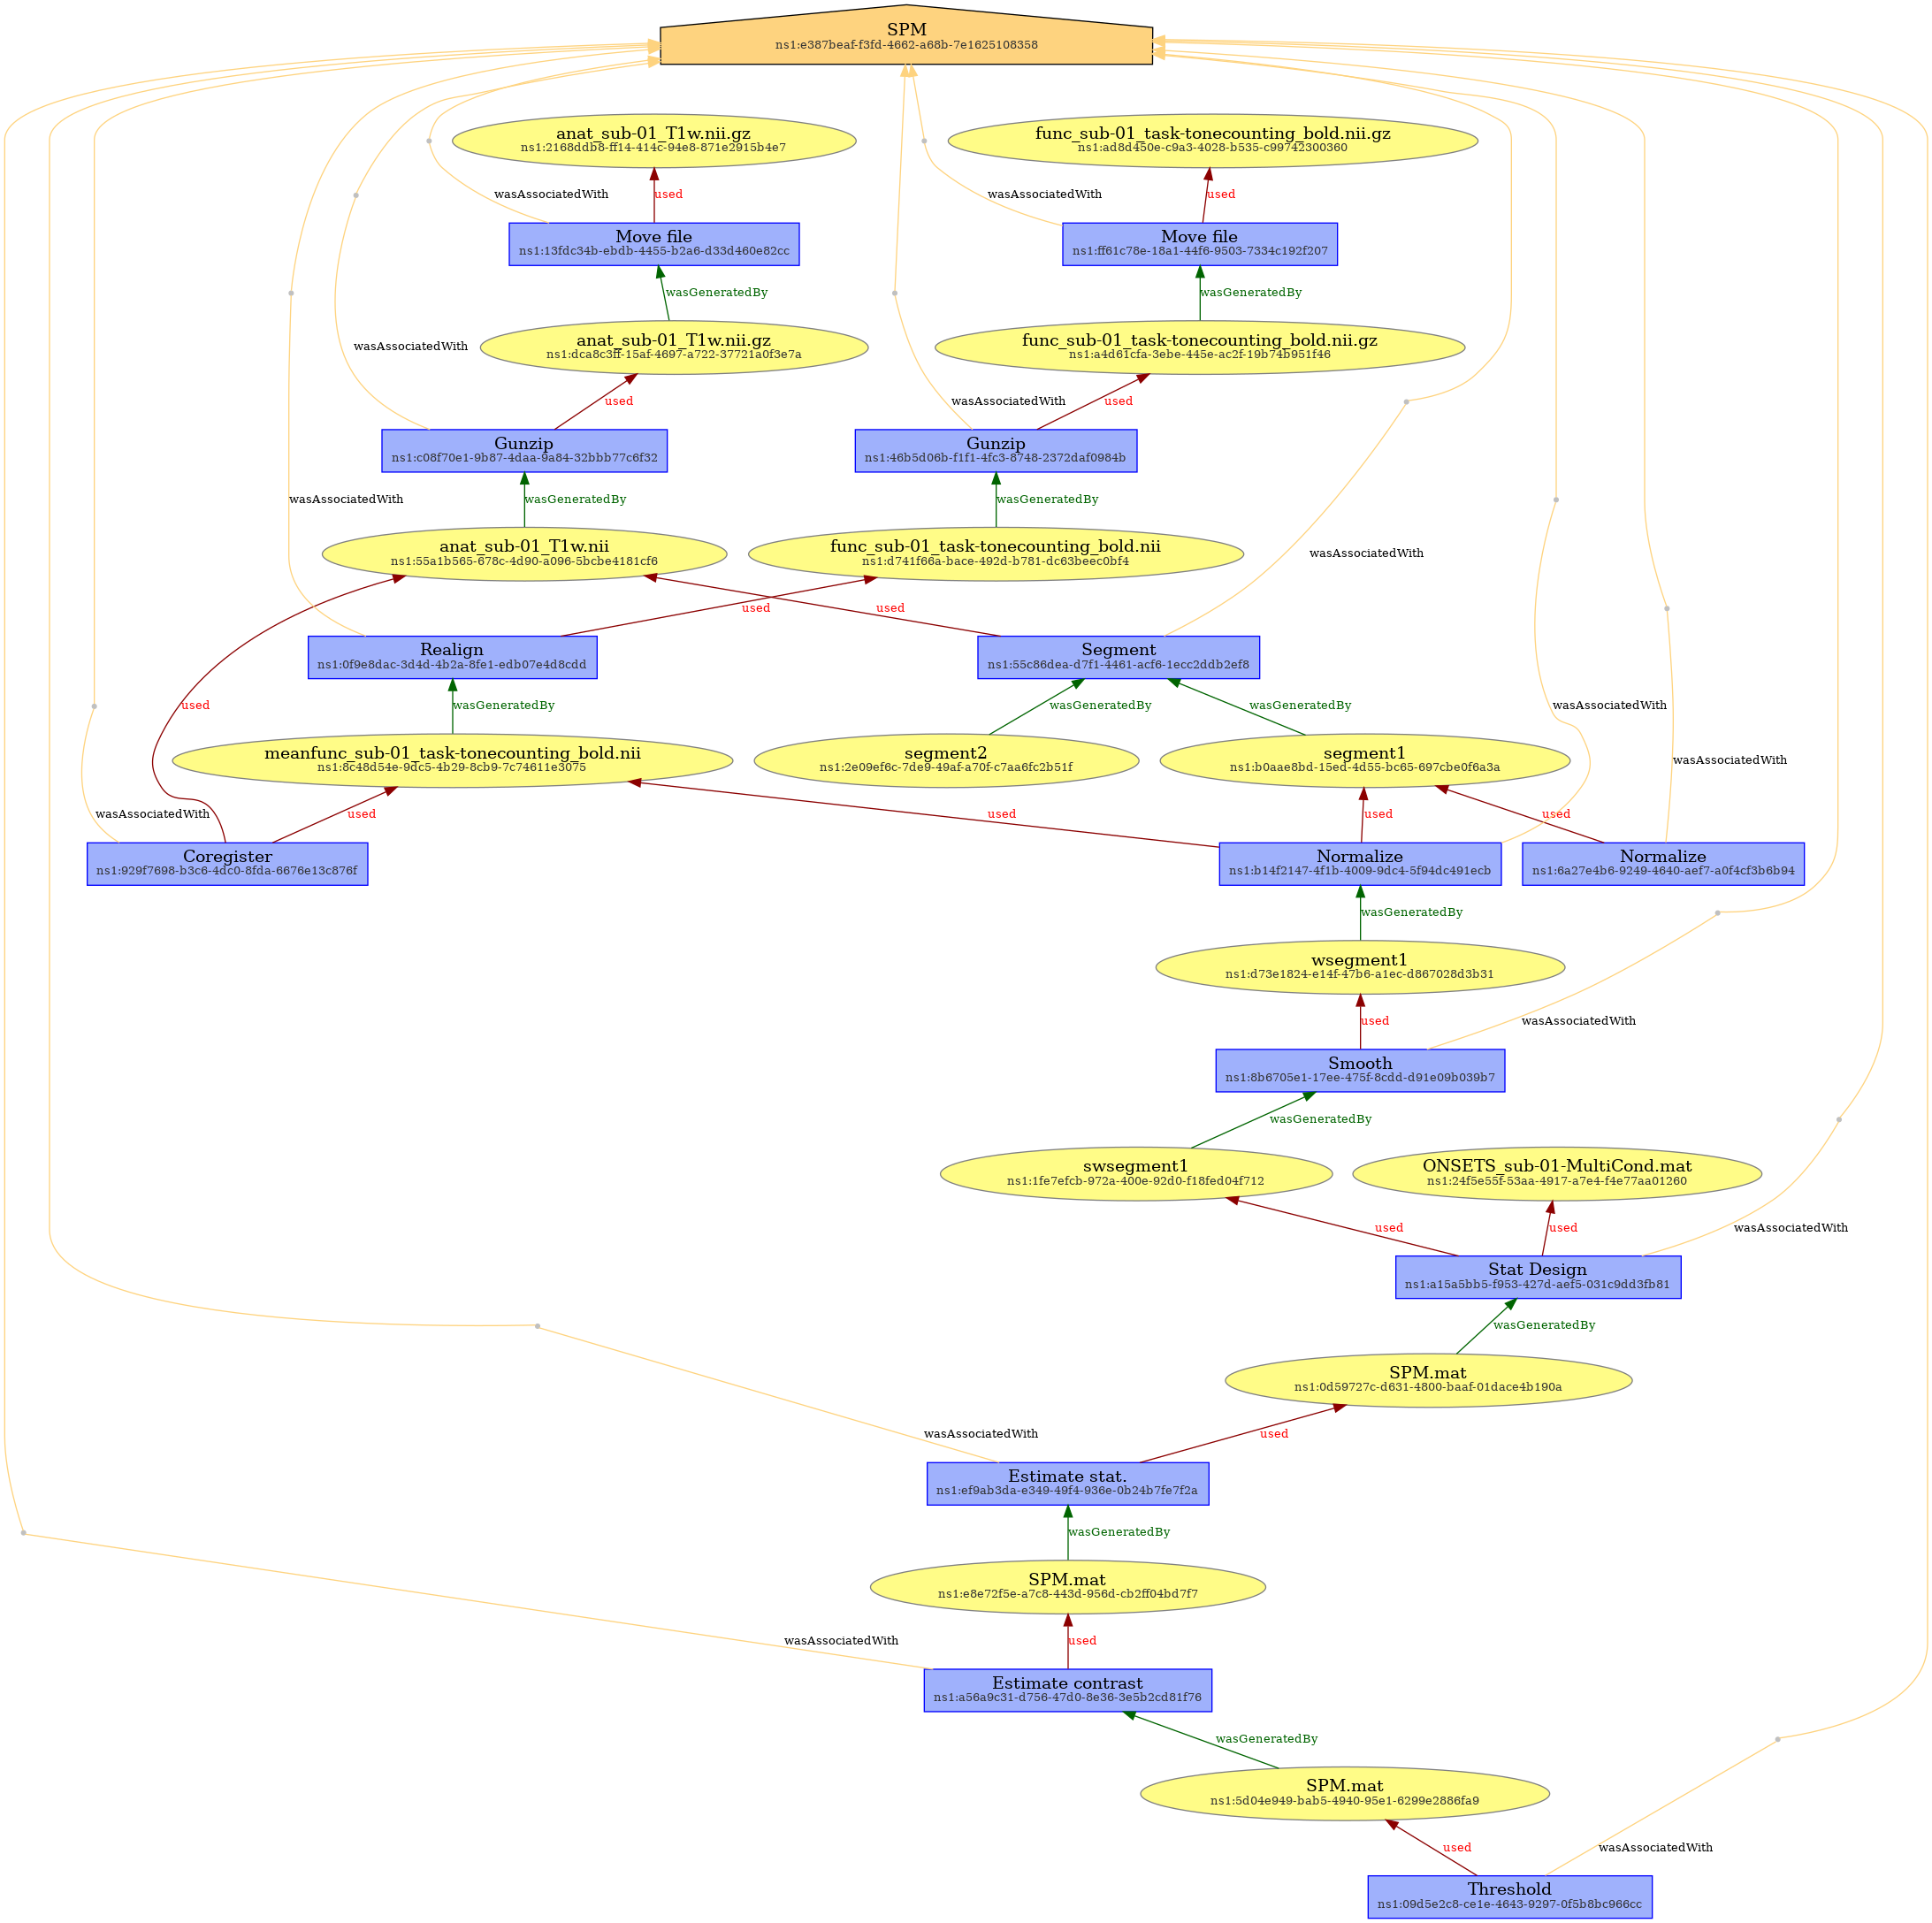 SPM
ns1:e387beaf-f3fd-4662-a68b-7e1625108358
anat_sub-01_T1w.nii.gz
ns1:2168ddb8-ff14-414c-94e8-871e2915b4e7
func_sub-01_task-tonecounting_bold.nii.gz
ns1:ad8d450e-c9a3-4028-b535-c99742300360
wasAssociatedWith
used
wasAssociatedWith
used
Move file
ns1:13fdc34b-ebdb-4455-b2a6-d33d460e82cc
Move file
ns1:ff61c78e-18a1-44f6-9503-7334c192f207
wasGeneratedBy
wasGeneratedBy
anat_sub-01_T1w.nii.gz
ns1:dca8c3ff-15af-4697-a722-37721a0f3e7a
func_sub-01_task-tonecounting_bold.nii.gz
ns1:a4d61cfa-3ebe-445e-ac2f-19b74b951f46
wasAssociatedWith
used
wasAssociatedWith
used
Gunzip
ns1:c08f70e1-9b87-4daa-9a84-32bbb77c6f32
Gunzip
ns1:46b5d06b-f1f1-4fc3-8748-2372daf0984b
wasAssociatedWith
wasGeneratedBy
wasGeneratedBy
anat_sub-01_T1w.nii
ns1:55a1b565-678c-4d90-a096-5bcbe4181cf6
func_sub-01_task-tonecounting_bold.nii
ns1:d741f66a-bace-492d-b781-dc63beec0bf4
wasAssociatedWith
used
used
Realign
ns1:0f9e8dac-3d4d-4b2a-8fe1-edb07e4d8cdd
Segment
ns1:55c86dea-d7f1-4461-acf6-1ecc2ddb2ef8
used
wasGeneratedBy
wasGeneratedBy
wasGeneratedBy
wasAssociatedWith
meanfunc_sub-01_task-tonecounting_bold.nii
ns1:8c48d54e-9dc5-4b29-8cb9-7c74611e3075
segment2
ns1:2e09ef6c-7de9-49af-a70f-c7aa6fc2b51f
segment1
ns1:b0aae8bd-15ed-4d55-bc65-697cbe0f6a3a
wasAssociatedWith
wasAssociatedWith
used
used
used
used
Coregister
ns1:929f7698-b3c6-4dc0-8fda-6676e13c876f
Normalize
ns1:b14f2147-4f1b-4009-9dc4-5f94dc491ecb
Normalize
ns1:6a27e4b6-9249-4640-aef7-a0f4cf3b6b94
wasGeneratedBy
wsegment1
ns1:d73e1824-e14f-47b6-a1ec-d867028d3b31
used
wasAssociatedWith
Smooth
ns1:8b6705e1-17ee-475f-8cdd-d91e09b039b7
wasGeneratedBy
swsegment1
ns1:1fe7efcb-972a-400e-92d0-f18fed04f712
ONSETS_sub-01-MultiCond.mat
ns1:24f5e55f-53aa-4917-a7e4-f4e77aa01260
used
used
wasAssociatedWith
Stat Design
ns1:a15a5bb5-f953-427d-aef5-031c9dd3fb81
wasGeneratedBy
SPM.mat
ns1:0d59727c-d631-4800-baaf-01dace4b190a
wasAssociatedWith
used
Estimate stat.
ns1:ef9ab3da-e349-49f4-936e-0b24b7fe7f2a
wasGeneratedBy
SPM.mat
ns1:e8e72f5e-a7c8-443d-956d-cb2ff04bd7f7
wasAssociatedWith
used
Estimate contrast
ns1:a56a9c31-d756-47d0-8e36-3e5b2cd81f76
wasGeneratedBy
SPM.mat
ns1:5d04e949-bab5-4940-95e1-6299e2886fa9
used
wasAssociatedWith
Threshold
ns1:09d5e2c8-ce1e-4643-9297-0f5b8bc966cc